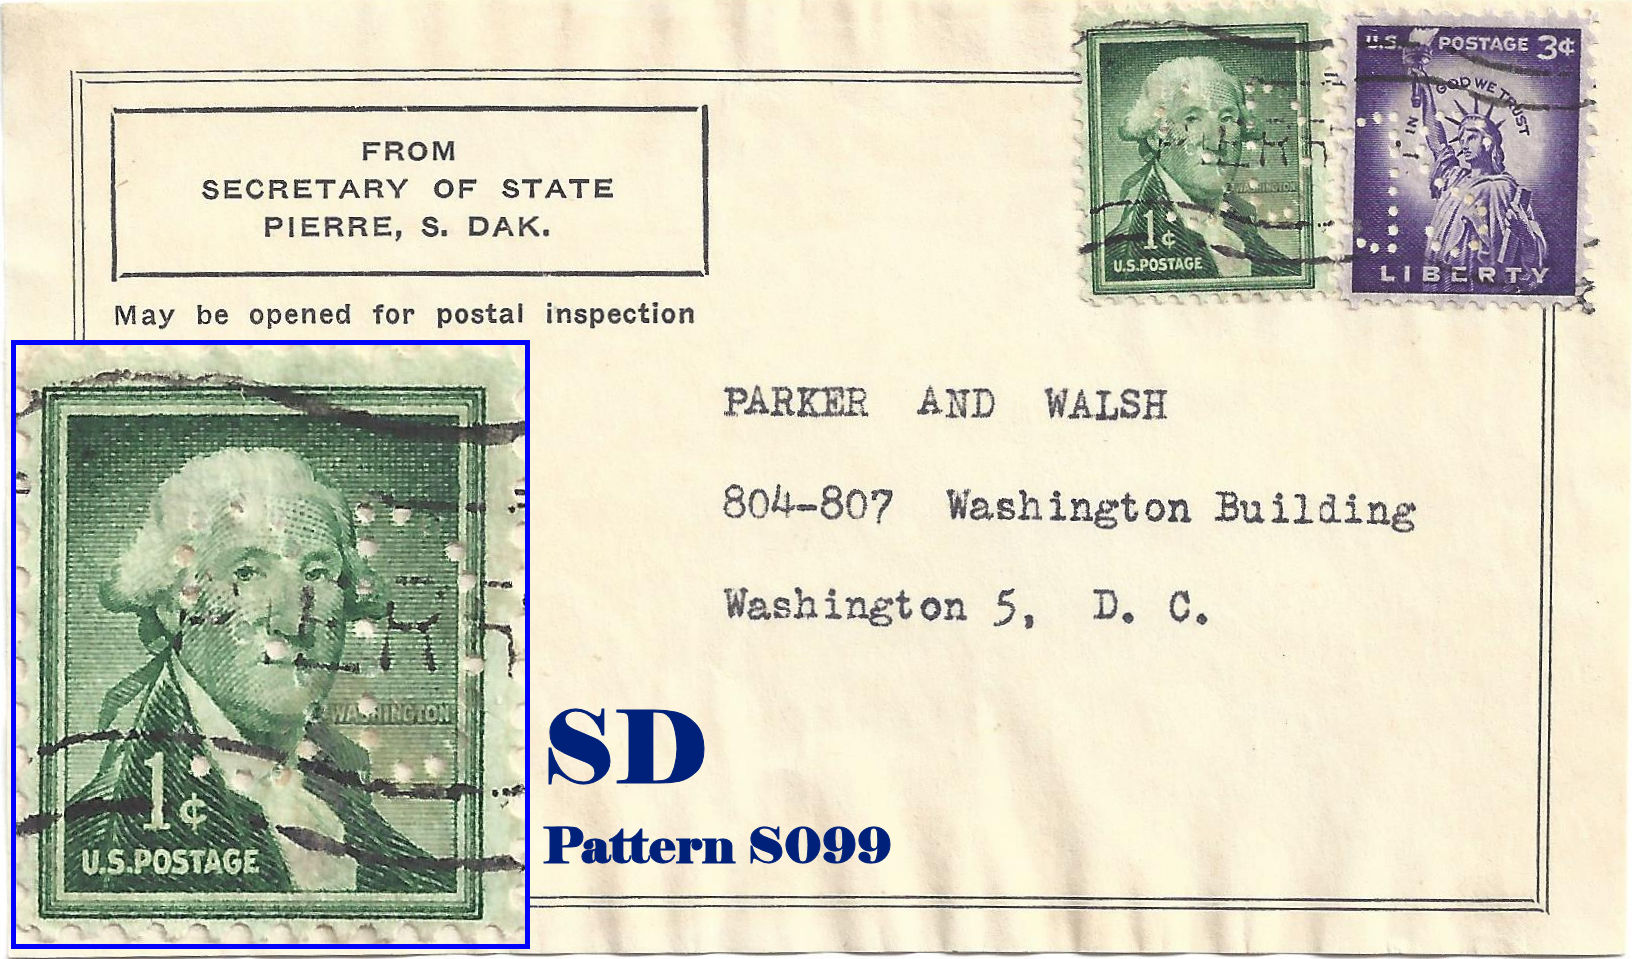 FROM
SECRETARY OF STATE
PIERRE, S. DAK.
May be opened for postal inspection
WASHINGTON
1¢
U.S. POSTAGE
U.S. POSTAGE 3¢
IN GOD WE TRUST
LIBERTY
PARKER AND WALSH
804-807 Washington Building
Washington 5, D. C.
WASHINGTON
1¢
U.S. POSTAGE
SD
Pattern S099